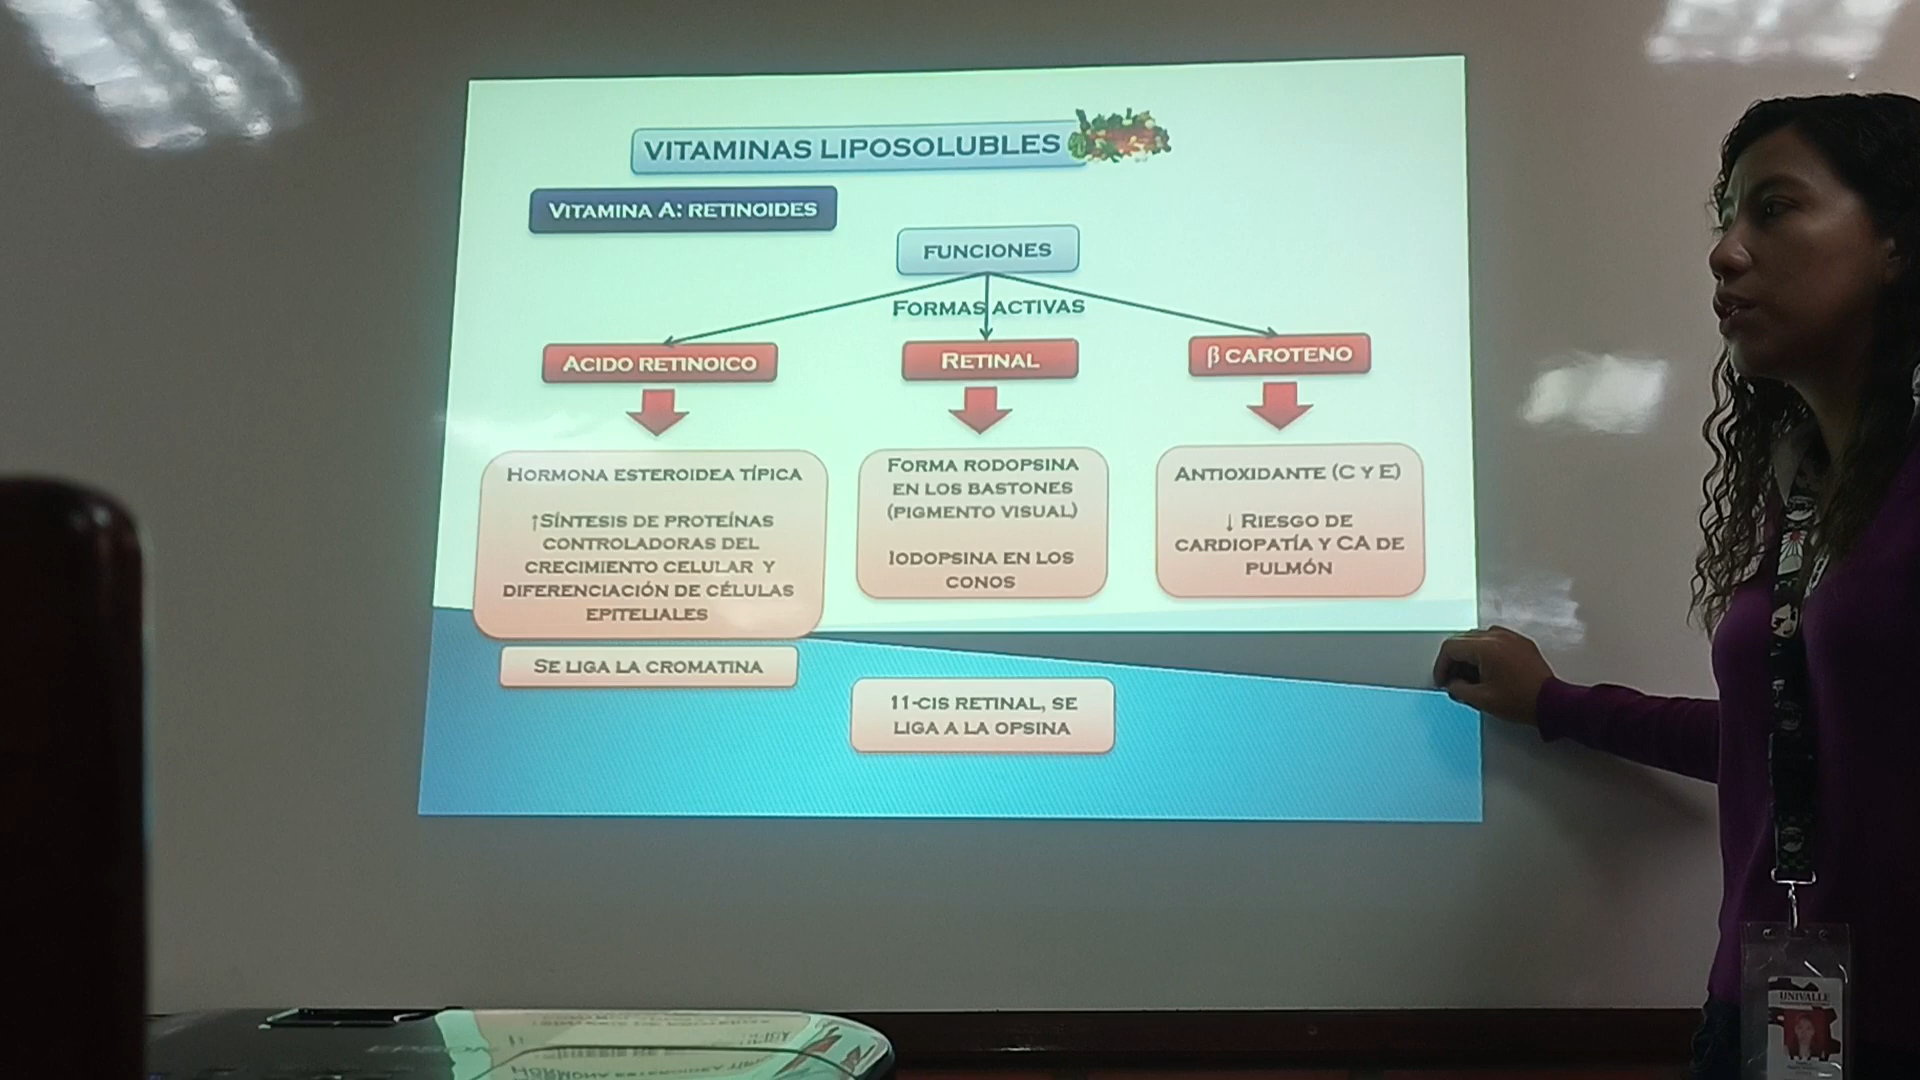 VITAMINAS LIPOSOLUBLES
VITAMINA A: RETINOIDES
FUNCIONES
FORMAS ACTIVAS
ACIDO RETINOICO
HORMONA ESTEROIDEA TÍPICA
↑SÍNTESIS DE PROTEÍNAS
CONTROLADORAS DEL
CRECIMIENTO CELULAR Y
DIFERENCIACIÓN DE CÉLULAS
EPITELIALES
SE LIGA LA CROMATINA
RETINAL
FORMA RODOPSINA
EN LOS BASTONES
(PIGMENTO VISUAL)
IODOPSINA EN LOS
CONOS
11-CIS RETINAL, SE
LIGA A LA OPSINA
β CAROTENO
ANTIOXIDANTE (C Y E)
↓ RIESGO DE
CARDIOPATÍA Y CA DE
PULMÓN
UNIVALLE